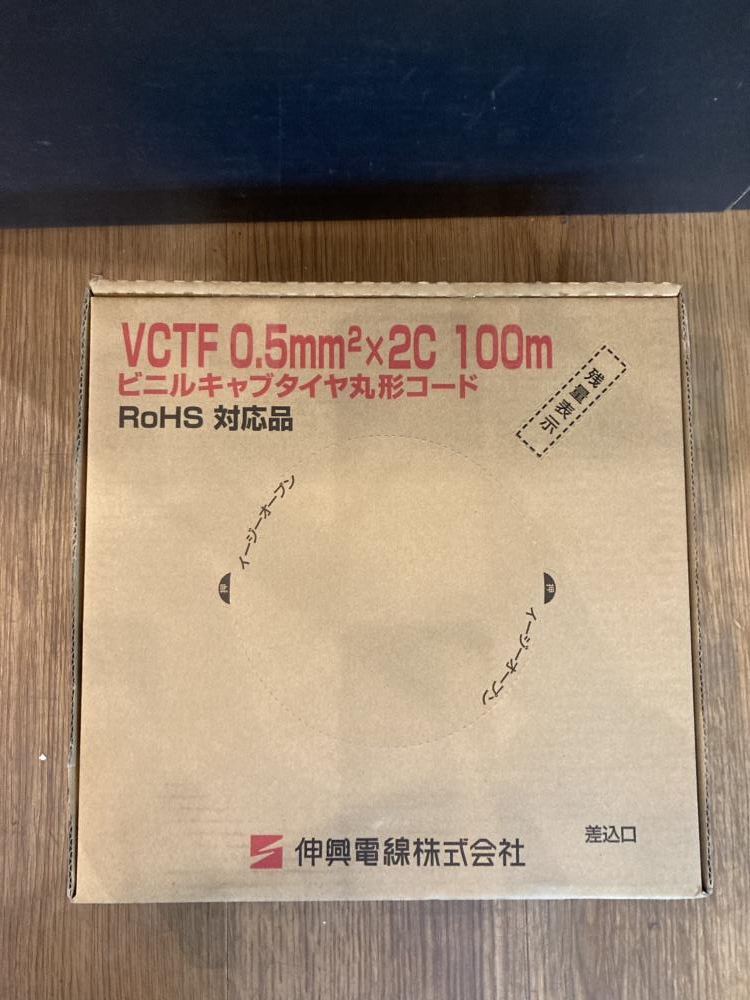 VCTF 0.5mm²×2C 100m
ビニルキャブタイヤ丸形コード
RoHS 対応品
残量表示
イージーオープン
押
押
イージーオープン
伸興電線株式会社
差込口